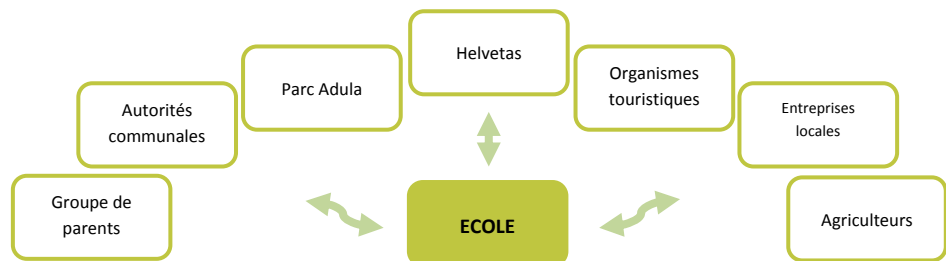 Helvetas
Parc Adula
Organismes
touristiques
Autorités
communales
Entreprises
locales
Groupe de
parents
ECOLE
Agriculteurs